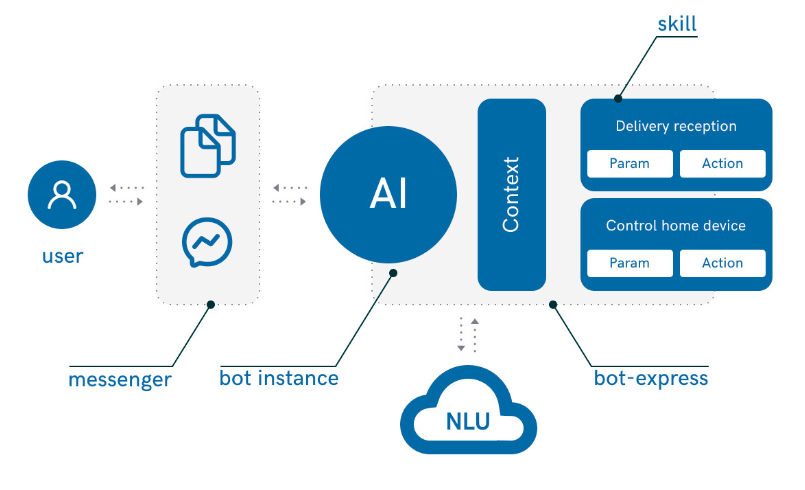 skill
Delivery reception
Param Action
AI
Context
Control home device
Param Action
user
messenger
bot instance
bot-express
NLU